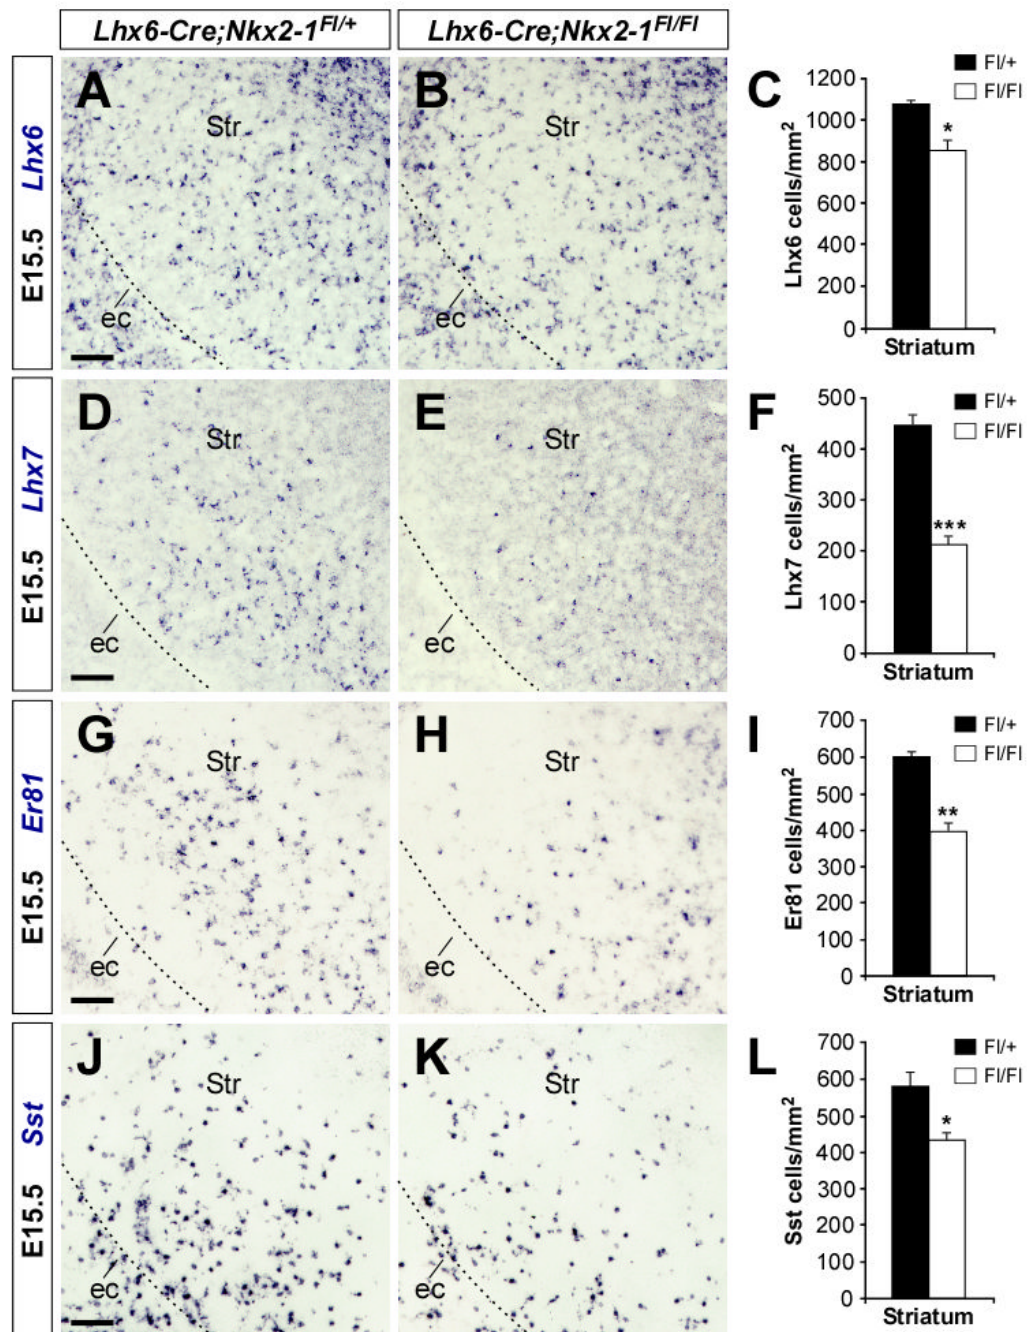 Lhx6-Cre;Nkx2-1Fl/+
Lhx6-Cre;Nkx2-1Fl/Fl
E15.5 Lhx6
A
Str
ec
B
Str
ec
C
Fl/+
Fl/Fl
Lhx6 cells/mm²
1200
1000
800
600
400
200
0
*
Striatum
E15.5 Lhx7
D
Str
ec
E
Str
ec
F
Fl/+
Fl/Fl
Lhx7 cells/mm²
500
400
300
200
100
0
***
Striatum
E15.5 Er81
G
Str
ec
H
Str
ec
I
Fl/+
Fl/Fl
Er81 cells/mm²
700
600
500
400
300
200
100
0
**
Striatum
E15.5 Sst
J
Str
ec
K
Str
ec
L
Fl/+
Fl/Fl
Sst cells/mm²
700
600
500
400
300
200
100
0
*
Striatum